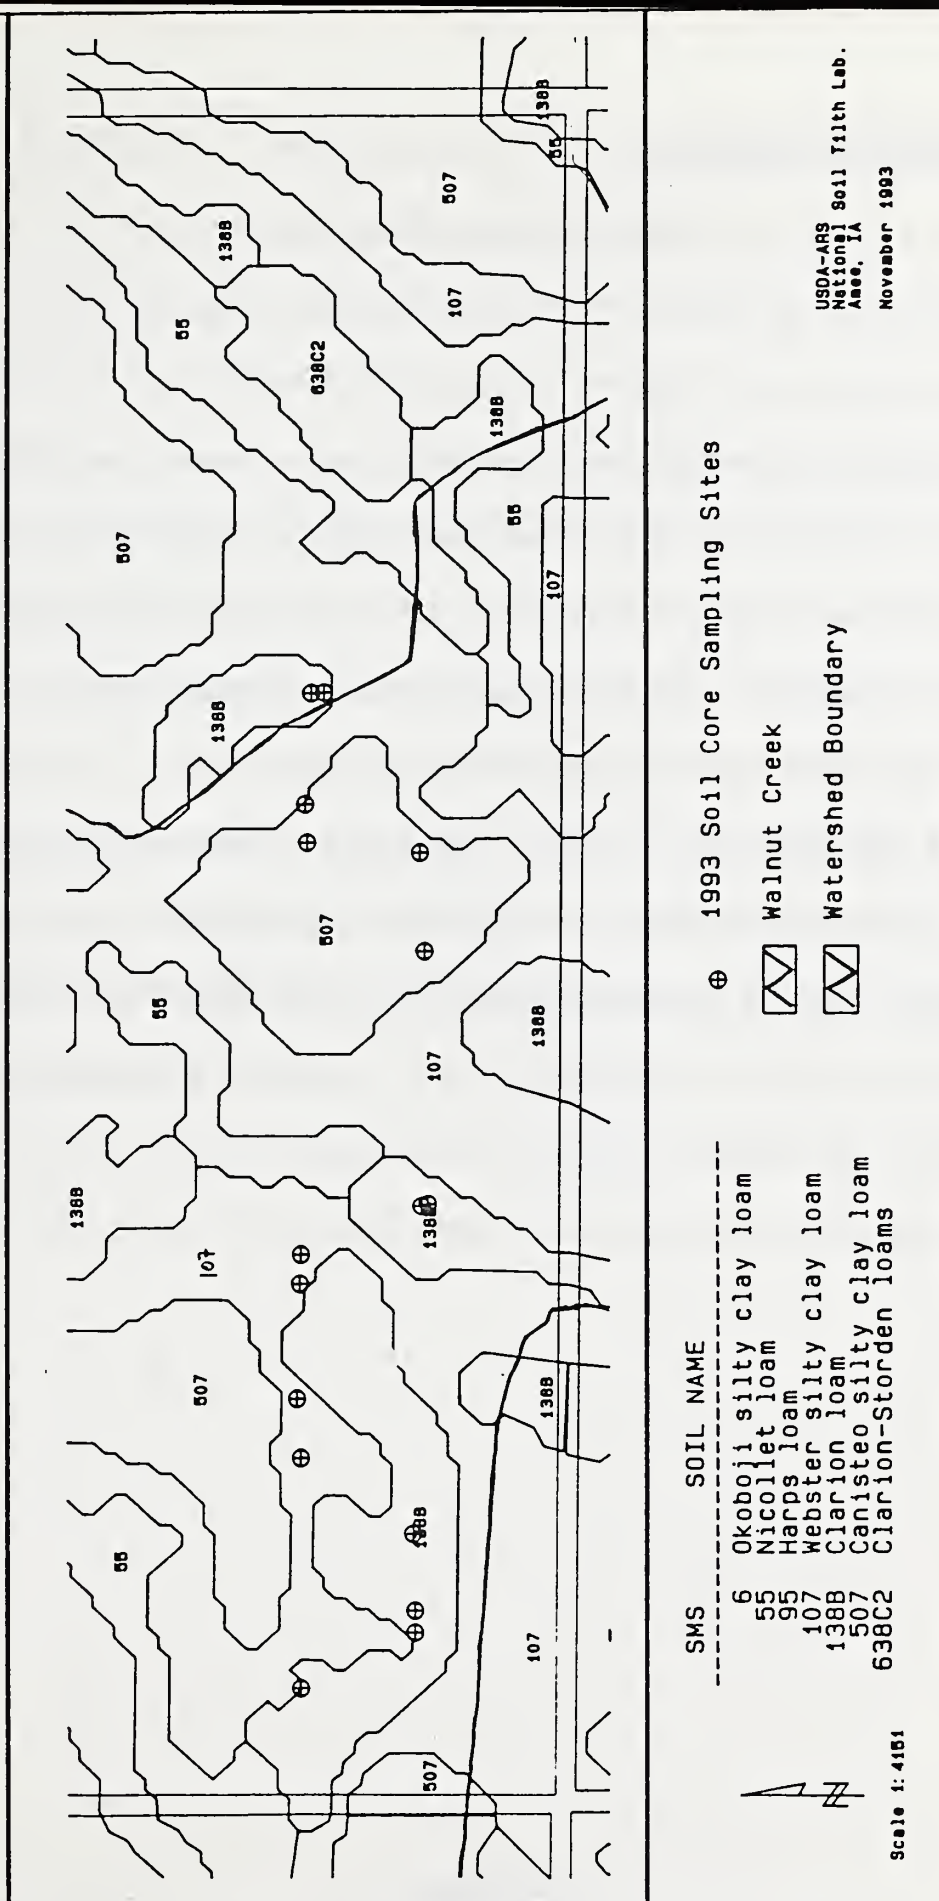 138B
55
507
107
138B
55
638C2
138B
55
107
507
138B
507
55
138B
107
138B
107
138B
507
138B
55
138B
107
507
SMS SOIL NAME
6 Okoboji silty clay loam
55 Nicollet loam
95 Harps loam
107 Webster silty clay loam
138B Clarion loam
507 Canisteo silty clay loam
638C2 Clarion-Storden loams
1993 Soil Core Sampling Sites
Walnut Creek
Watershed Boundary
USDA-ARS
National Soil Tilth Lab.
Ames, IA
November 1993
N
Scale 1:4151